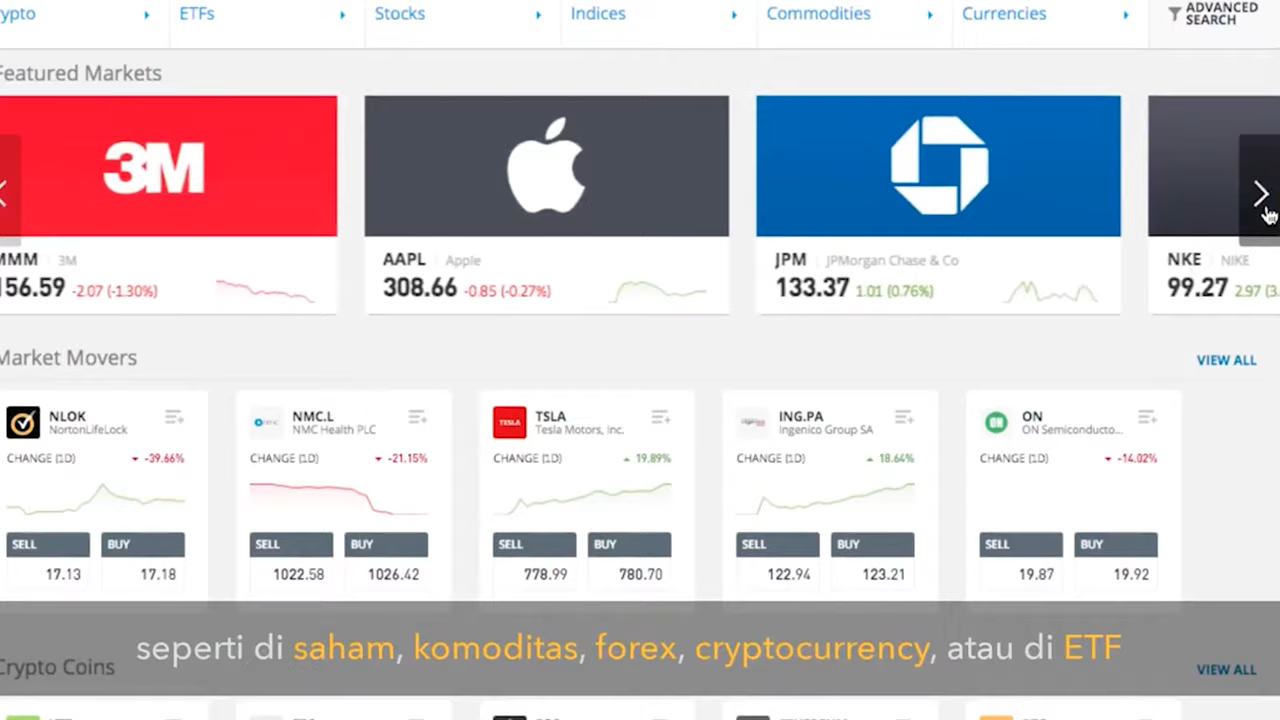 ypto
ETFs
Stocks
Indices
Commodities
Currencies
ADVANCED
SEARCH
Featured Markets
3M
MMM 3M
156.59 -2.07 (-1.30%)
AAPL Apple
308.66 -0.85 (-0.27%)
JPM JPMorgan Chase & Co
133.37 1.01 (0.76%)
NKE NIKE
99.27 2.97 (3.
Market Movers
VIEW ALL
NLOK
NortonLifeLock
CHANGE (1D) -39.66%
SELL BUY
17.13 17.18
NMC.L
NMC Health PLC
CHANGE (1D) -21.15%
SELL BUY
1022.58 1026.42
TESLA
TSLA
Tesla Motors, Inc.
CHANGE (1D) 19.89%
SELL BUY
778.99 780.70
ING.PA
Ingenico Group SA
CHANGE (1D) 18.64%
SELL BUY
122.94 123.21
ON
ON Semiconducto...
CHANGE (1D) -14.02%
SELL BUY
19.87 19.92
seperti di saham, komoditas, forex, cryptocurrency, atau di ETF
Crypto Coins
VIEW ALL